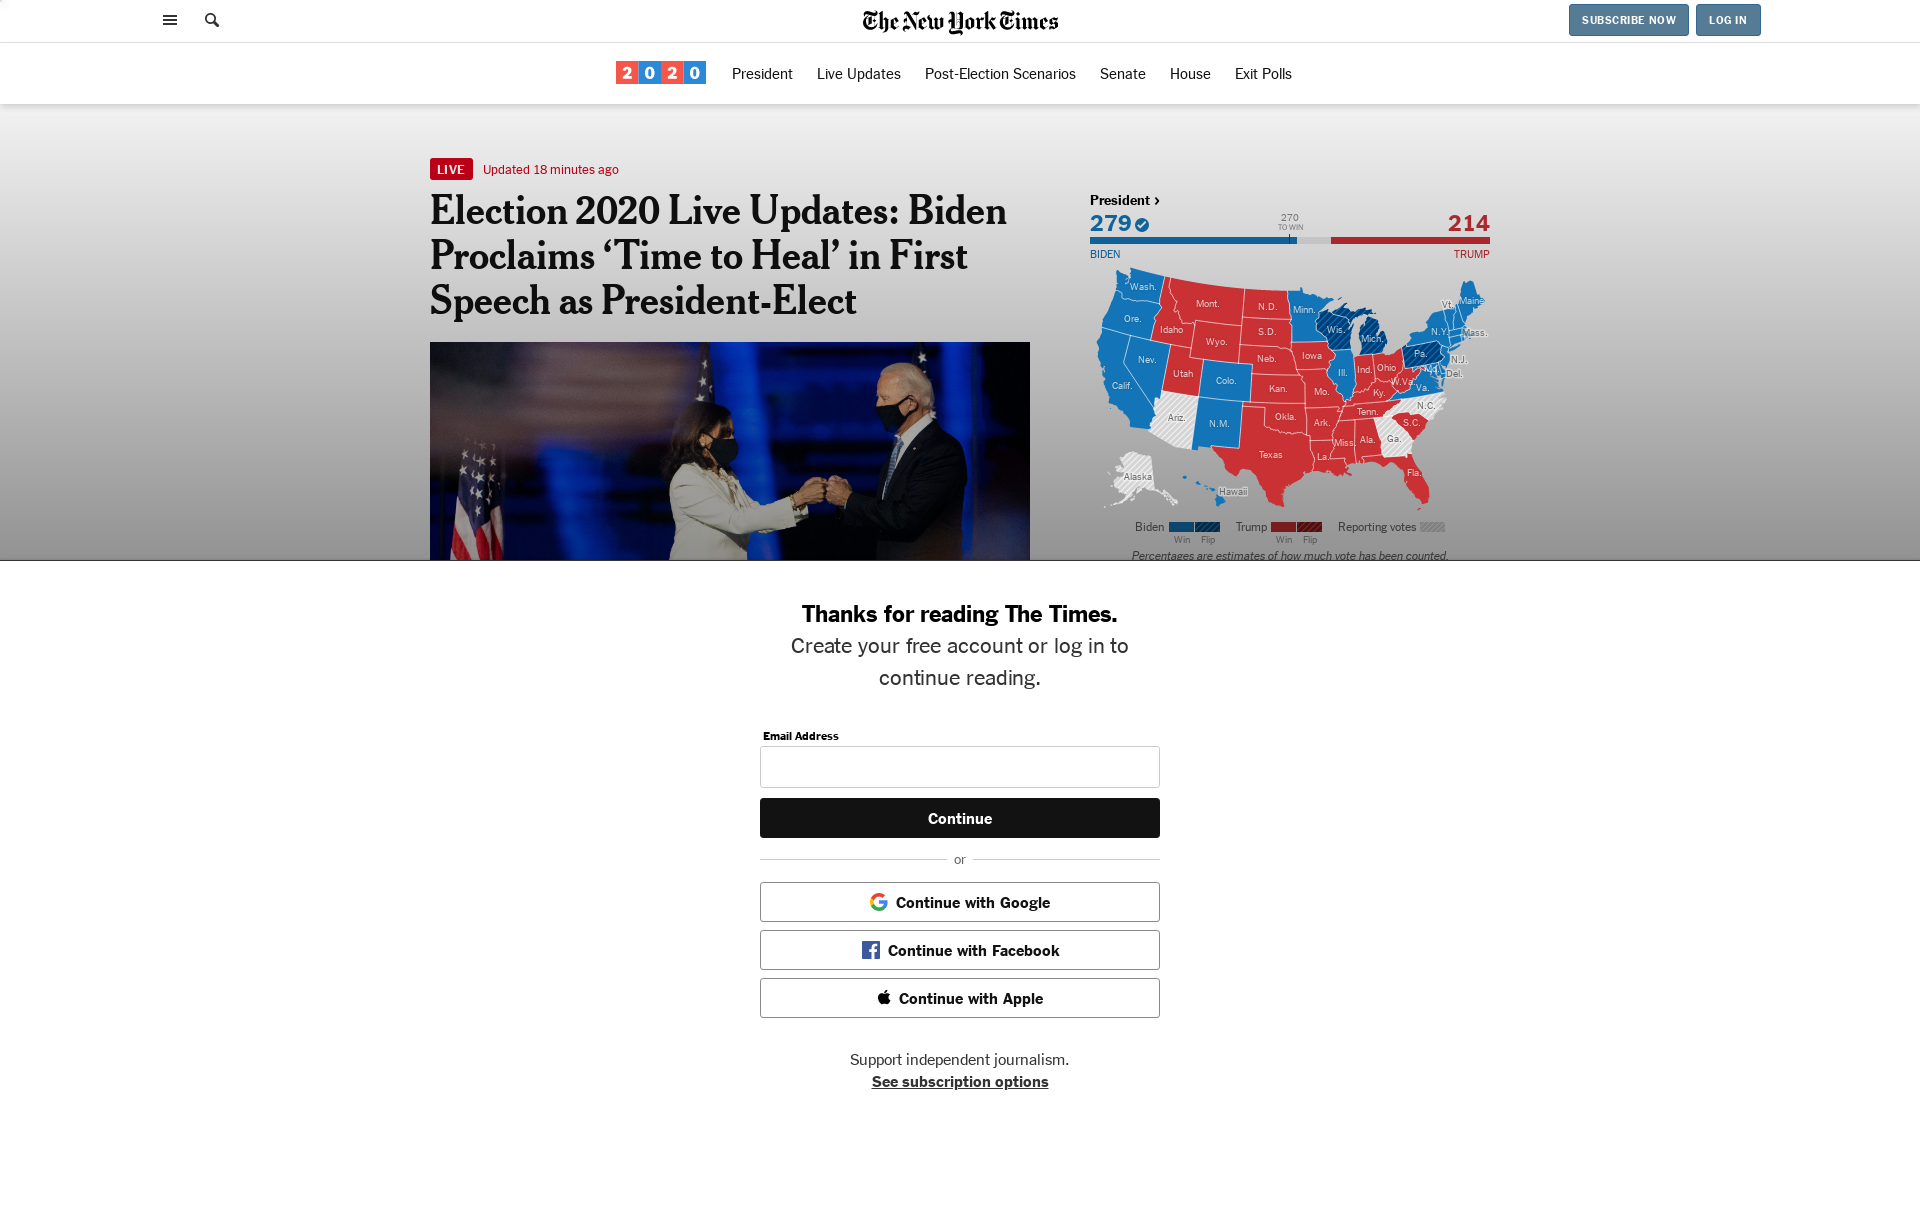 The New York Times
SUBSCRIBE NOW
LOG IN
2020
President
Live Updates
Post-Election Scenarios
Senate
House
Exit Polls
LIVE
Updated 18 minutes ago
Election 2020 Live Updates: Biden
Proclaims ‘Time to Heal’ in First
Speech as President-Elect
President ›
279
270
TO WIN
214
BIDEN
TRUMP
Wash.
Mont.
N.D.
Minn.
Vt.
Maine
Ore.
Idaho
S.D.
Wis.
Mich.
N.Y.
Mass.
Wyo.
Nev.
Neb.
Iowa
Pa.
N.J.
Utah
Colo.
Ill.
Ind.
Ohio
Md.
Del.
Calif.
Kan.
Mo.
Ky.
W.Va.
Va.
Ariz.
N.M.
Okla.
Ark.
Tenn.
N.C.
S.C.
Texas
La.
Miss.
Ala.
Ga.
Fla.
Alaska
Hawaii
Biden
Trump
Reporting votes
Win
Flip
Win
Flip
Percentages are estimates of how much vote has been counted.
Thanks for reading The Times.
Create your free account or log in to
continue reading.
Email Address
Continue
or
Continue with Google
Continue with Facebook
Continue with Apple
Support independent journalism.
See subscription options